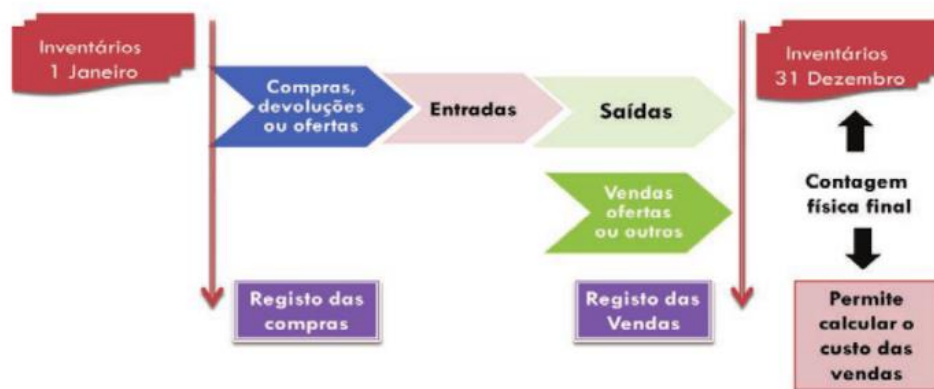 Inventários
1 Janeiro
Compras,
devoluções
ou ofertas
Entradas
Saídas
Inventários
31 Dezembro
Vendas
ofertas
ou outros
Contagem
física final
Registo das
compras
Registo das
Vendas
Permite
calcular o
custo das
vendas